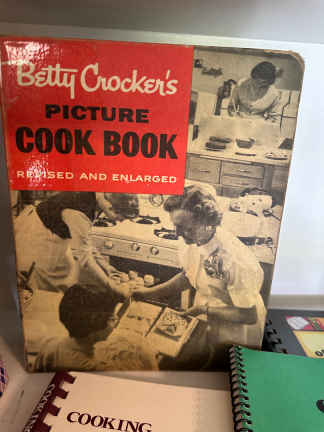 Betty Crocker's
PICTURE
COOK BOOK
REVISED AND ENLARGED
COOKING